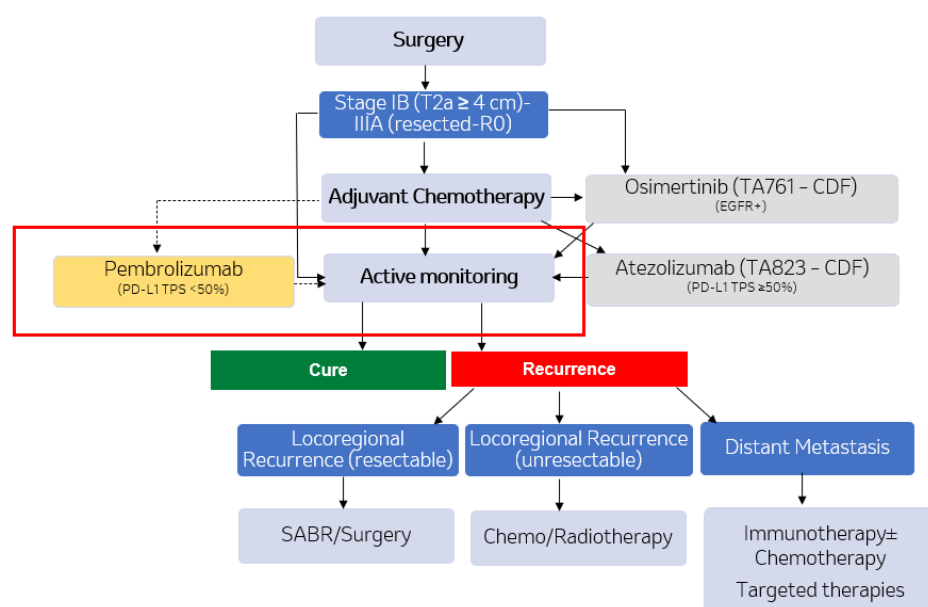 Surgery
Stage IB (T2a ≥ 4 cm)-
IIIA (resected-R0)
Adjuvant Chemotherapy
Osimertinib (TA761 – CDF)
(EGFR+)
Pembrolizumab
(PD-L1 TPS <50%)
Active monitoring
Atezolizumab (TA823 – CDF)
(PD-L1 TPS ≥50%)
Cure
Recurrence
Locoregional
Recurrence (resectable)
Locoregional Recurrence
(unresectable)
Distant Metastasis
SABR/Surgery
Chemo/Radiotherapy
Immunotherapy±
Chemotherapy
Targeted therapies